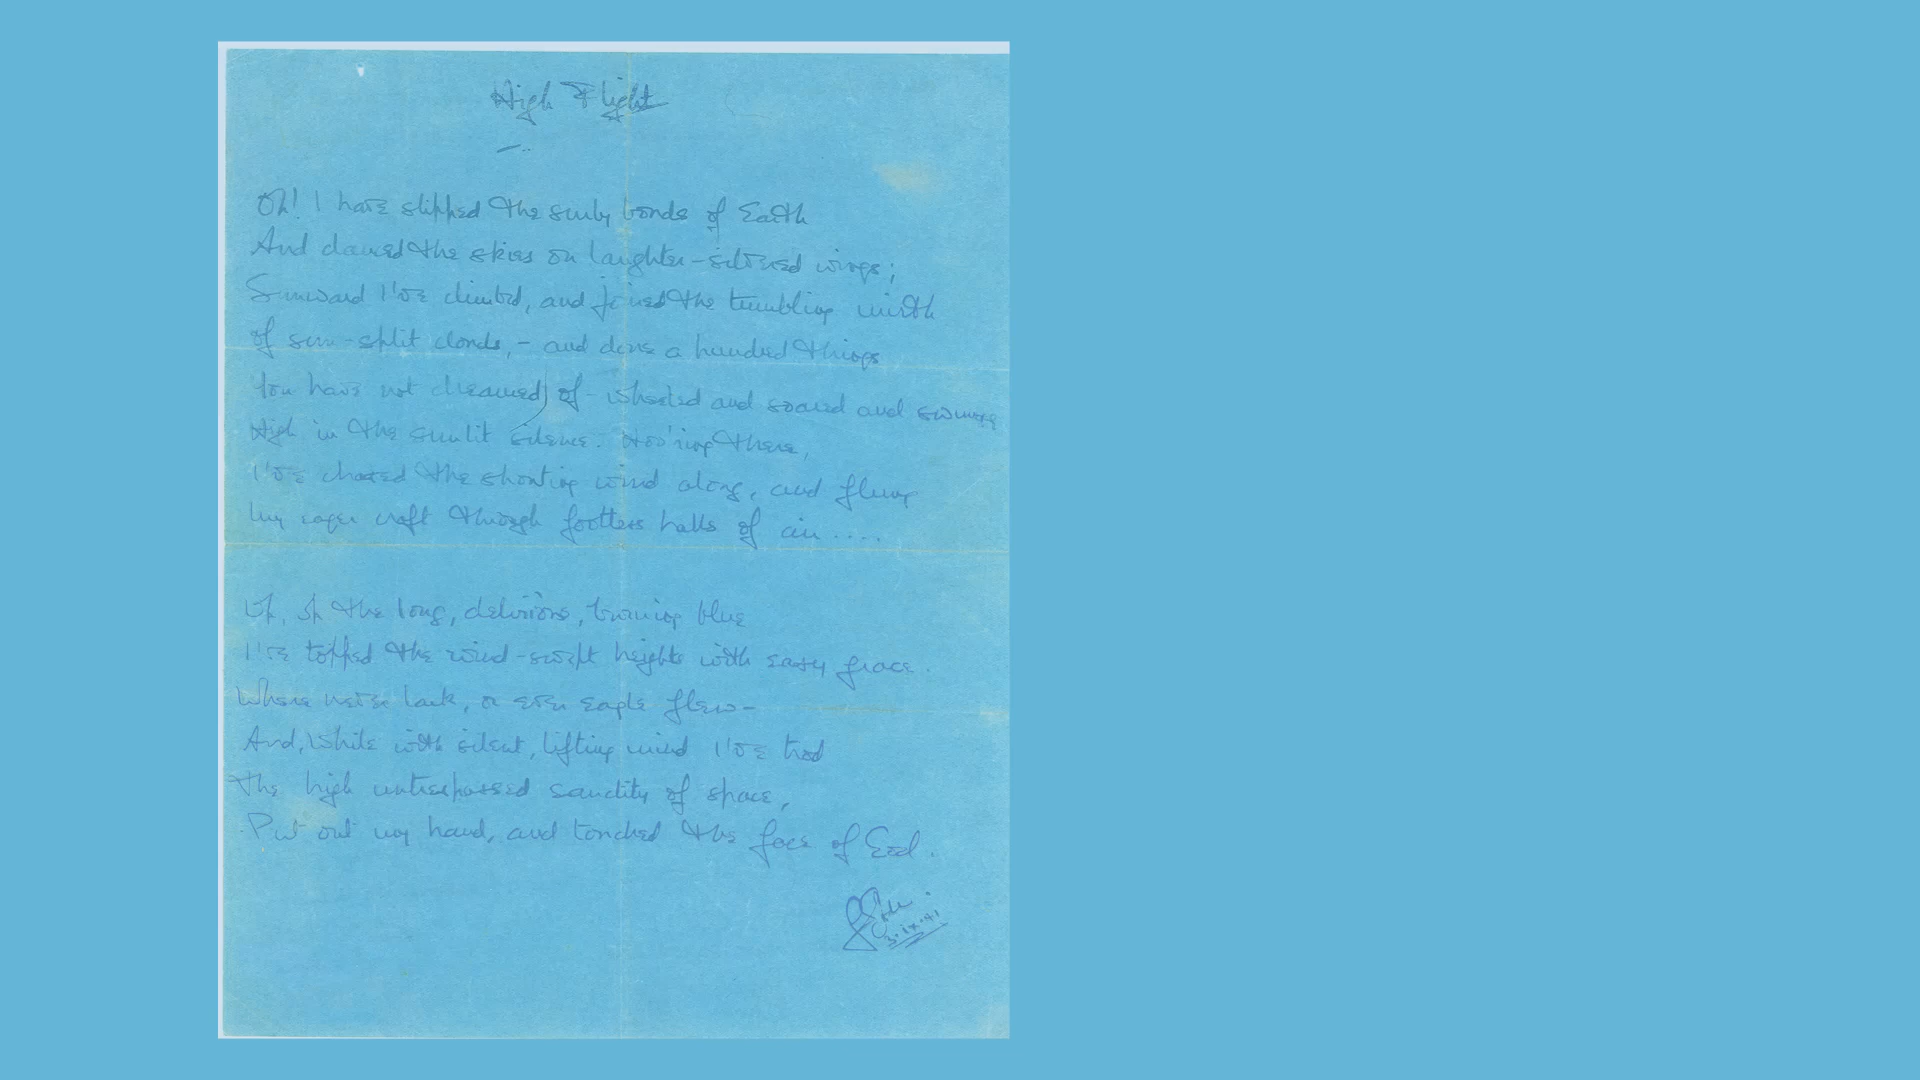 High Flight
Oh! I have slipped the surly bonds of Earth
And danced the skies on laughter-silvered wings;
Sunward I've climbed, and joined the tumbling mirth
of sun-split clouds,- and done a hundred things
You have not dreamed of - wheeled and soared and swung
High in the sunlit silence. Hov'ring there,
I've chased the shouting wind along, and flung
My eager craft through footless halls of air....
Up, up the long, delirious, burning blue
I've topped the wind-swept heights with easy grace.
Where never lark, or even eagle flew-
And, while with silent, lifting mind I've trod
The high untrespassed sanctity of space,
Put out my hand, and touched the face of God.
3.IX.41